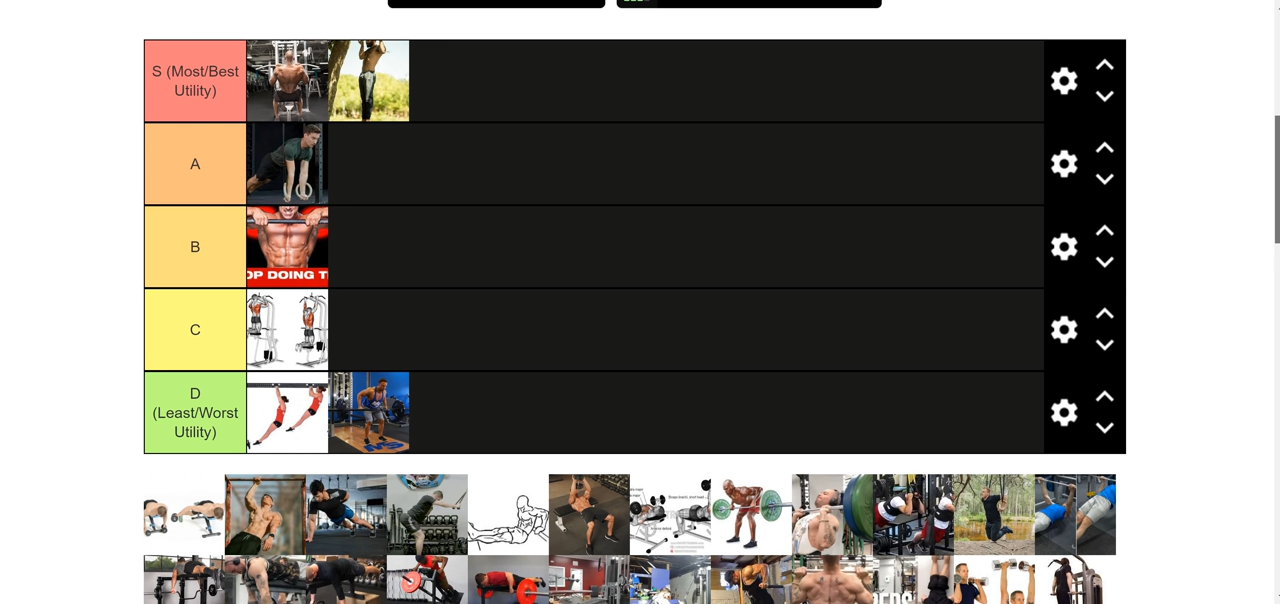 S (Most/Best
Utility)
A
B
OP DOING T
C
D
(Least/Worst
Utility)